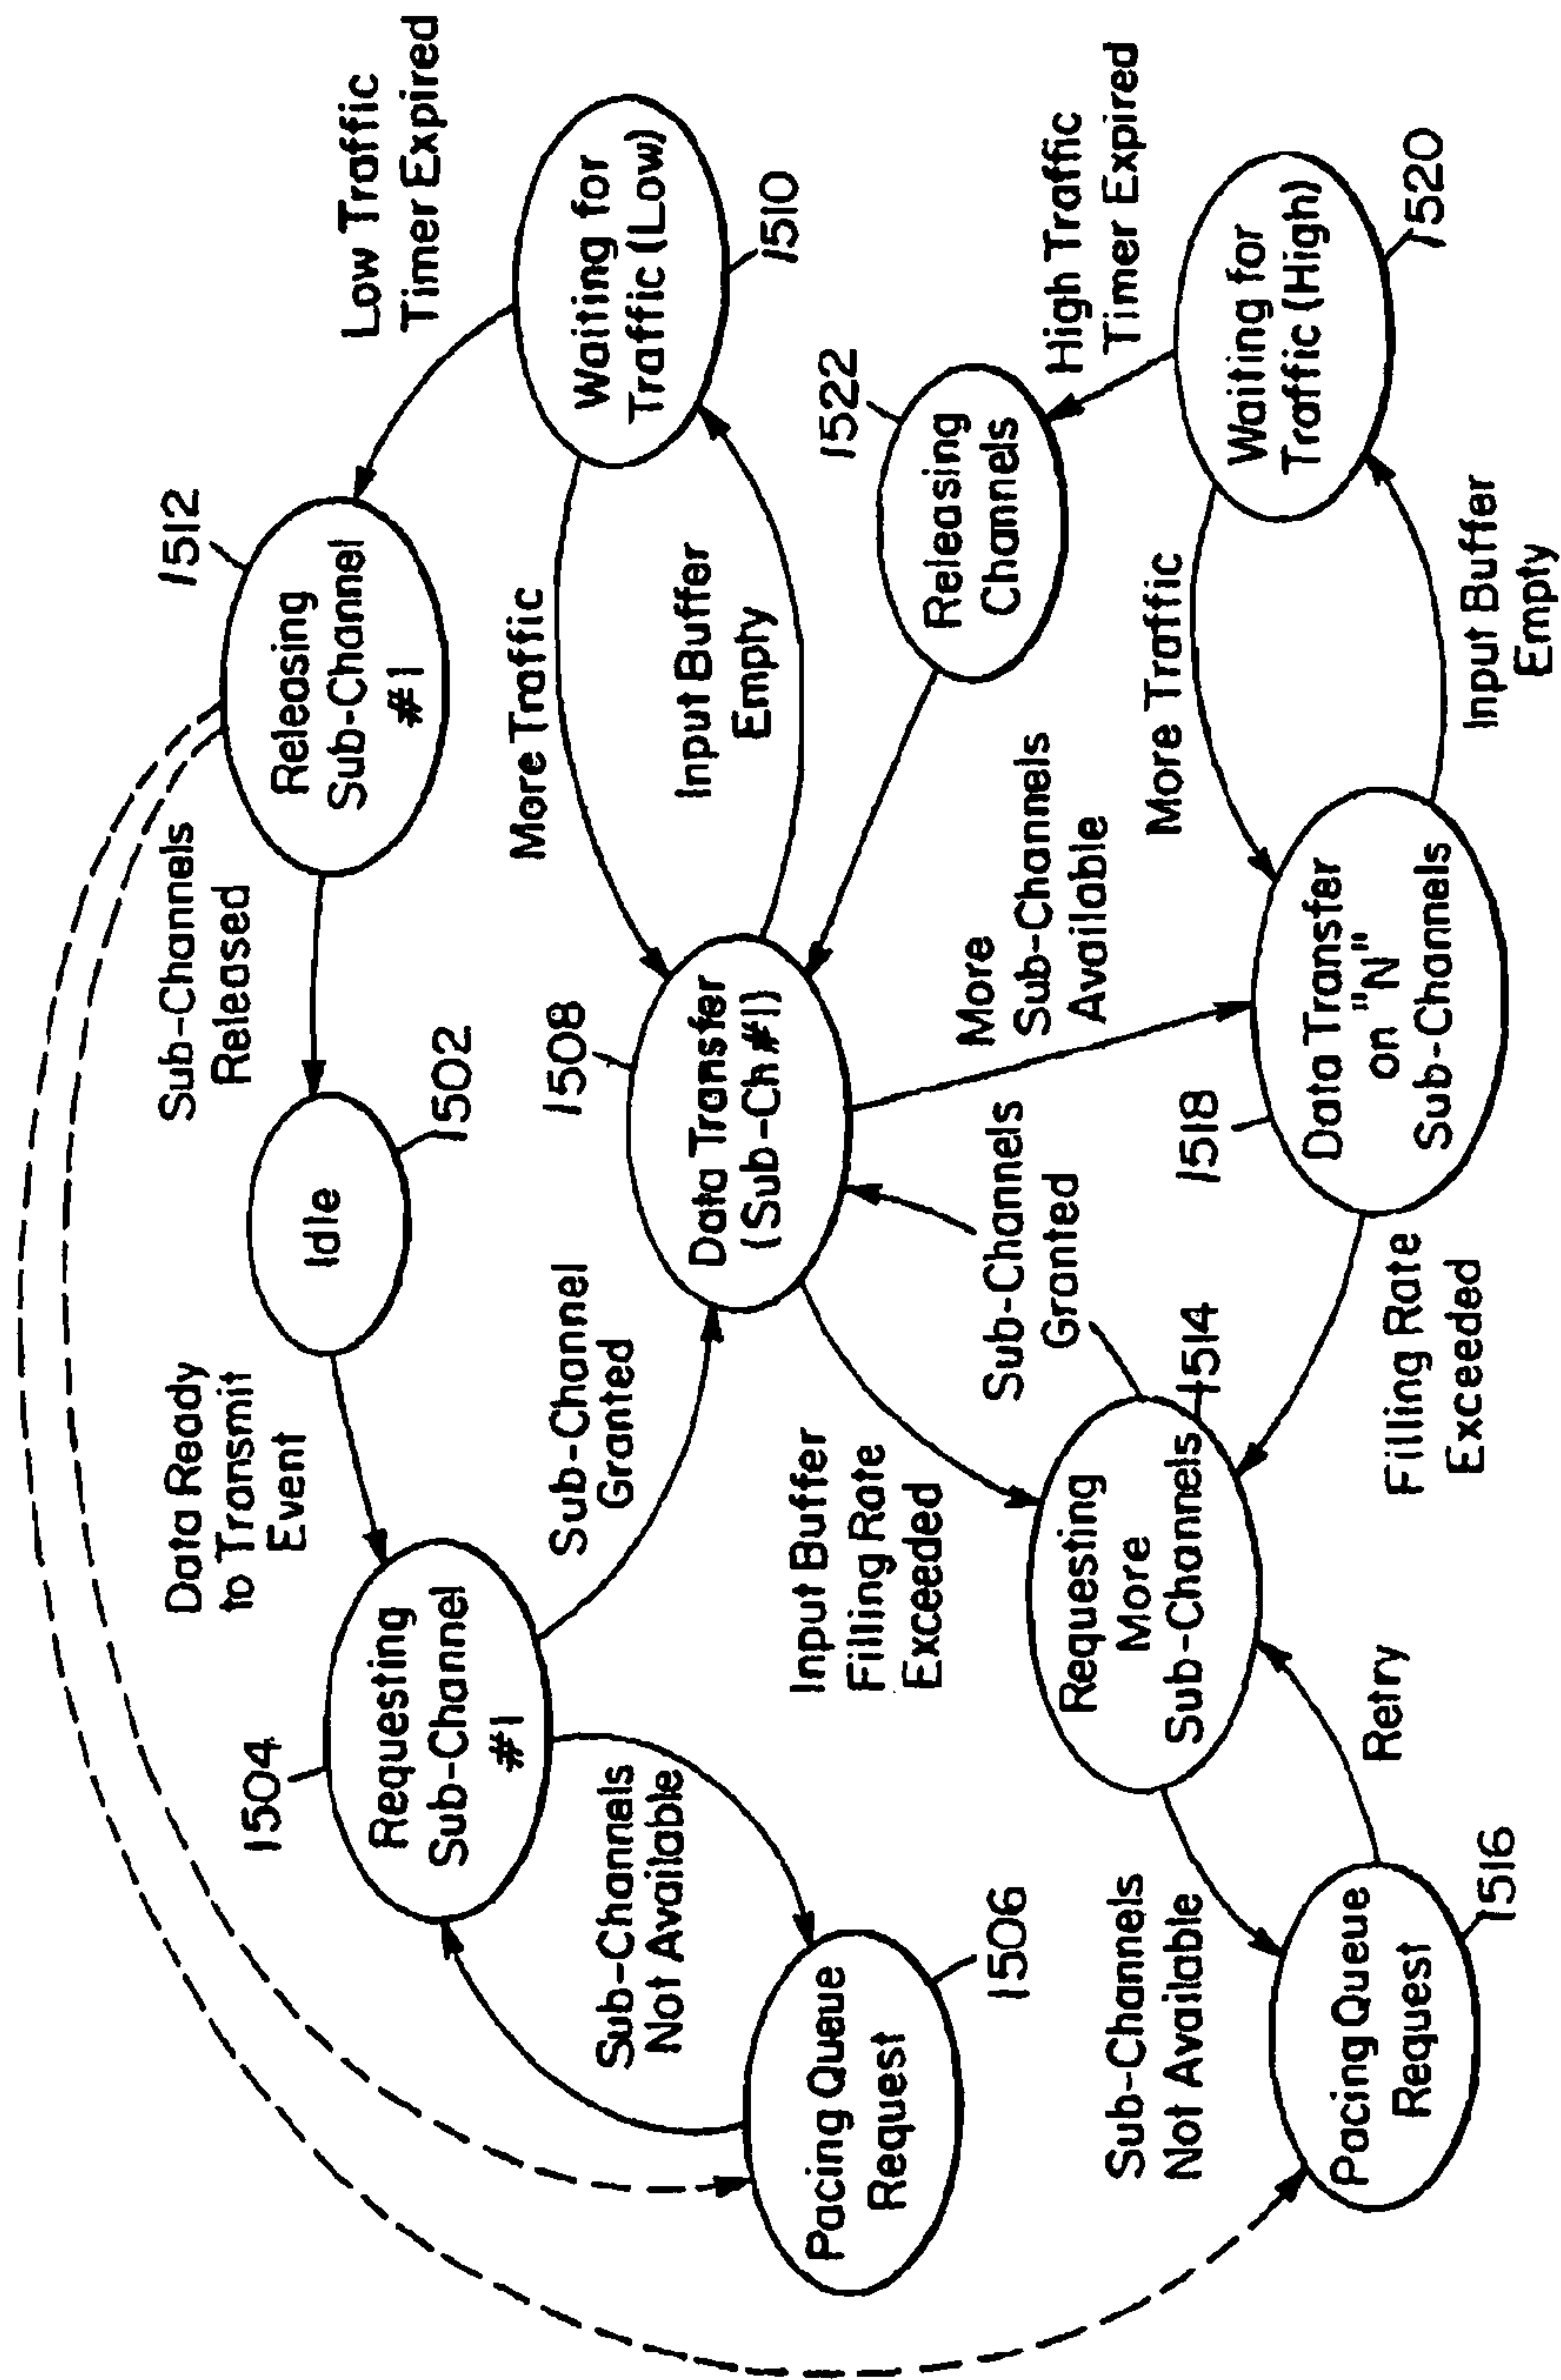 Low Traffic
Timer Expired
1512
Releasing
Sub-Channel
#1
Waiting for
Traffic (Low)
1510
Sub-Channels
Released
Idle
1502
Data Ready
to Transmit
Event
1504
Requesting
Sub-Channel
#1
More Traffic
Input Buffer
Empty
1508
Data Transfer
(Sub-Ch#1)
Sub-Channel
Granted
Sub-Channels
Not Available
Pacing Queue
Request
1506
1522
Releasing
Channels
High Traffic
Timer Expired
Waiting for
Traffic (High)
1520
More
Sub-Channels
Available
More Traffic
Input Buffer
Empty
1518
Data Transfer
on "N"
Sub-Channels
Sub-Channels
Granted
1514
Input Buffer
Filling Rate
Exceeded
Requesting
More
Sub-Channels
Filling Rate
Exceeded
Retry
Sub-Channels
Not Available
Pacing Queue
Request
1516